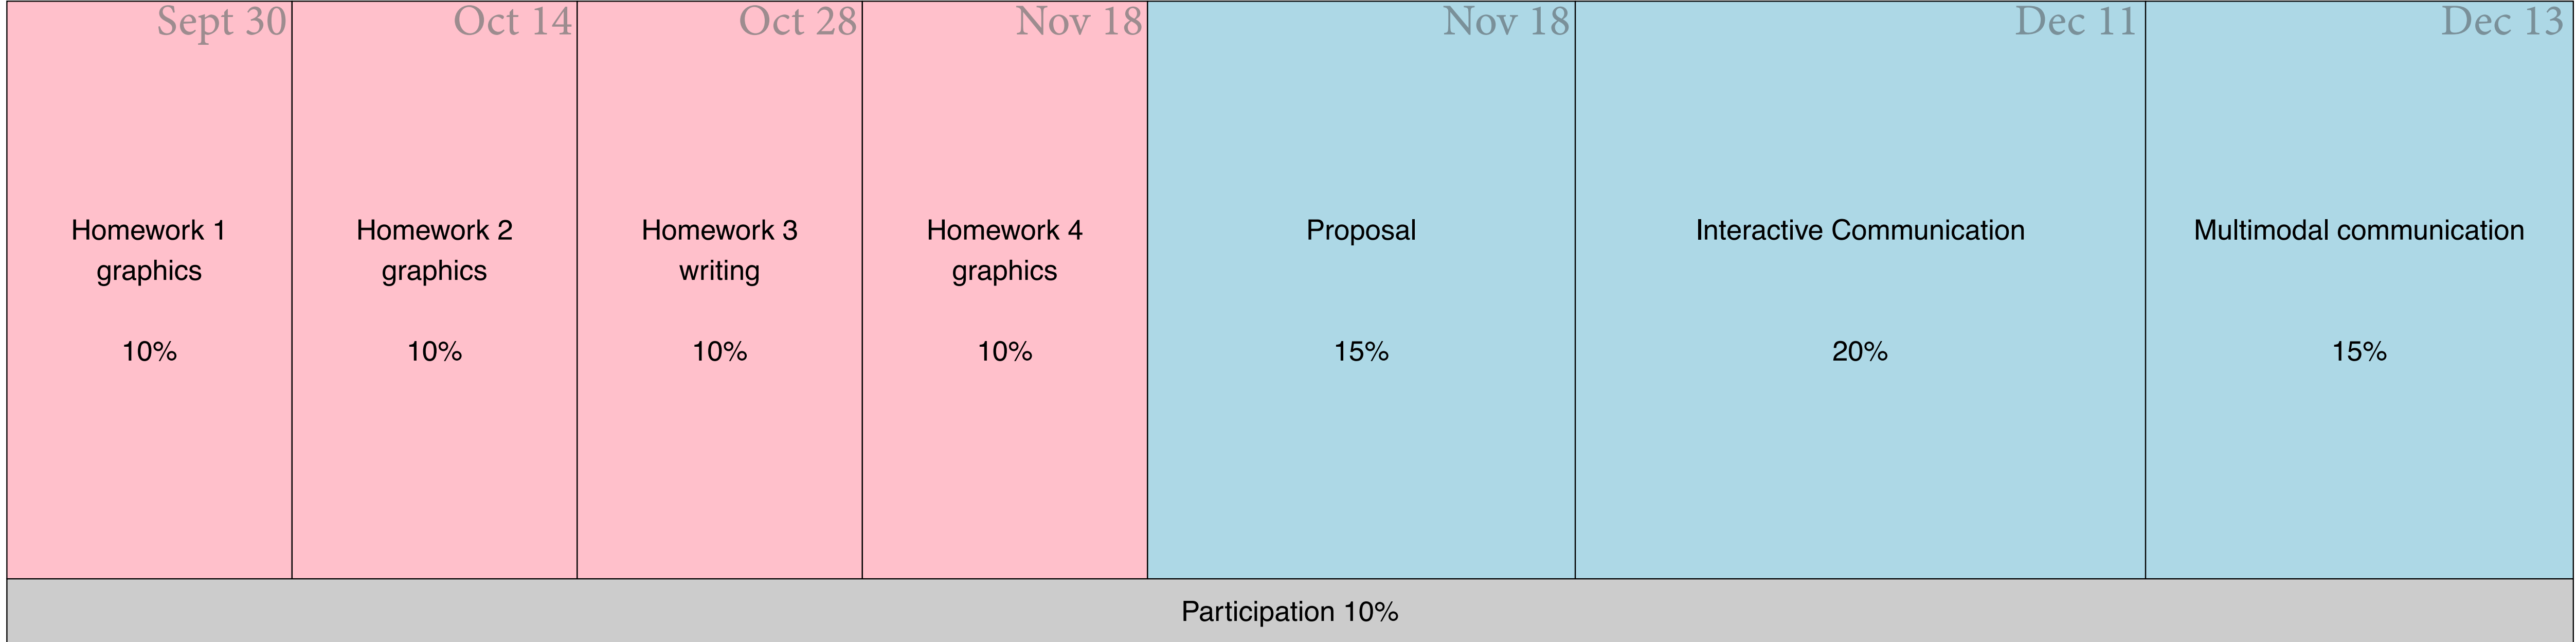 Sept 30
Homework 1
graphics
10%
Oct 14
Homework 2
graphics
10%
Oct 28
Homework 3
writing
10%
Nov 18
Homework 4
graphics
10%
Nov 18
Proposal
15%
Dec 11
Interactive Communication
20%
Dec 13
Multimodal communication
15%
Participation 10%